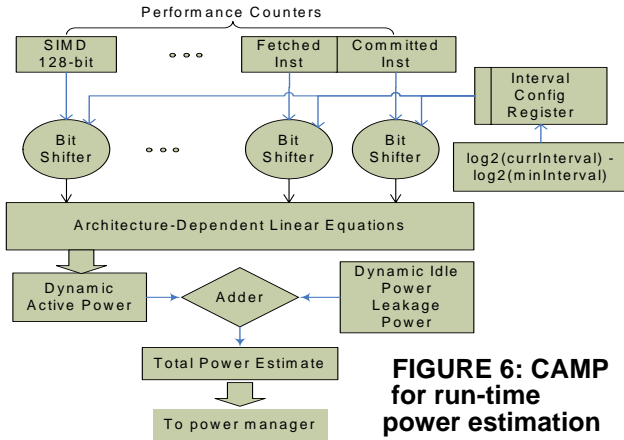 Performance Counters
SIMD
128-bit
Fetched
Inst
Committed
Inst
Interval
Config
Register
Bit
Shifter
Bit
Shifter
Bit
Shifter
log2(currInterval) -
log2(minInterval)
Architecture-Dependent Linear Equations
Dynamic
Active Power
Adder
Dynamic Idle
Power
Leakage
Power
Total Power Estimate
To power manager
FIGURE 6: CAMP
for run-time
power estimation